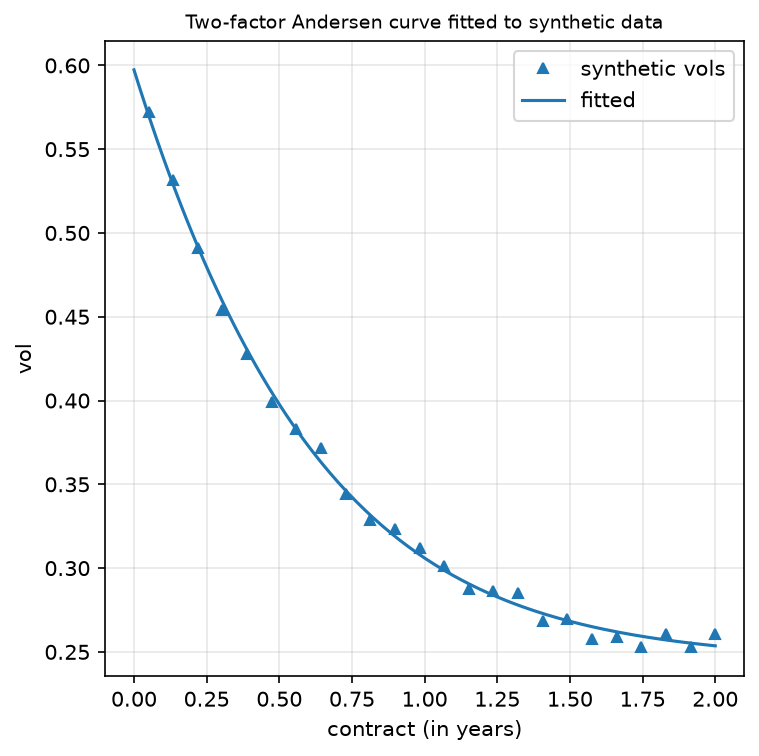 Two-factor Andersen curve fitted to synthetic data
synthetic vols
fitted
vol
0.60
0.55
0.50
0.45
0.40
0.35
0.30
0.25
0.00 0.25 0.50 0.75 1.00 1.25 1.50 1.75 2.00
contract (in years)